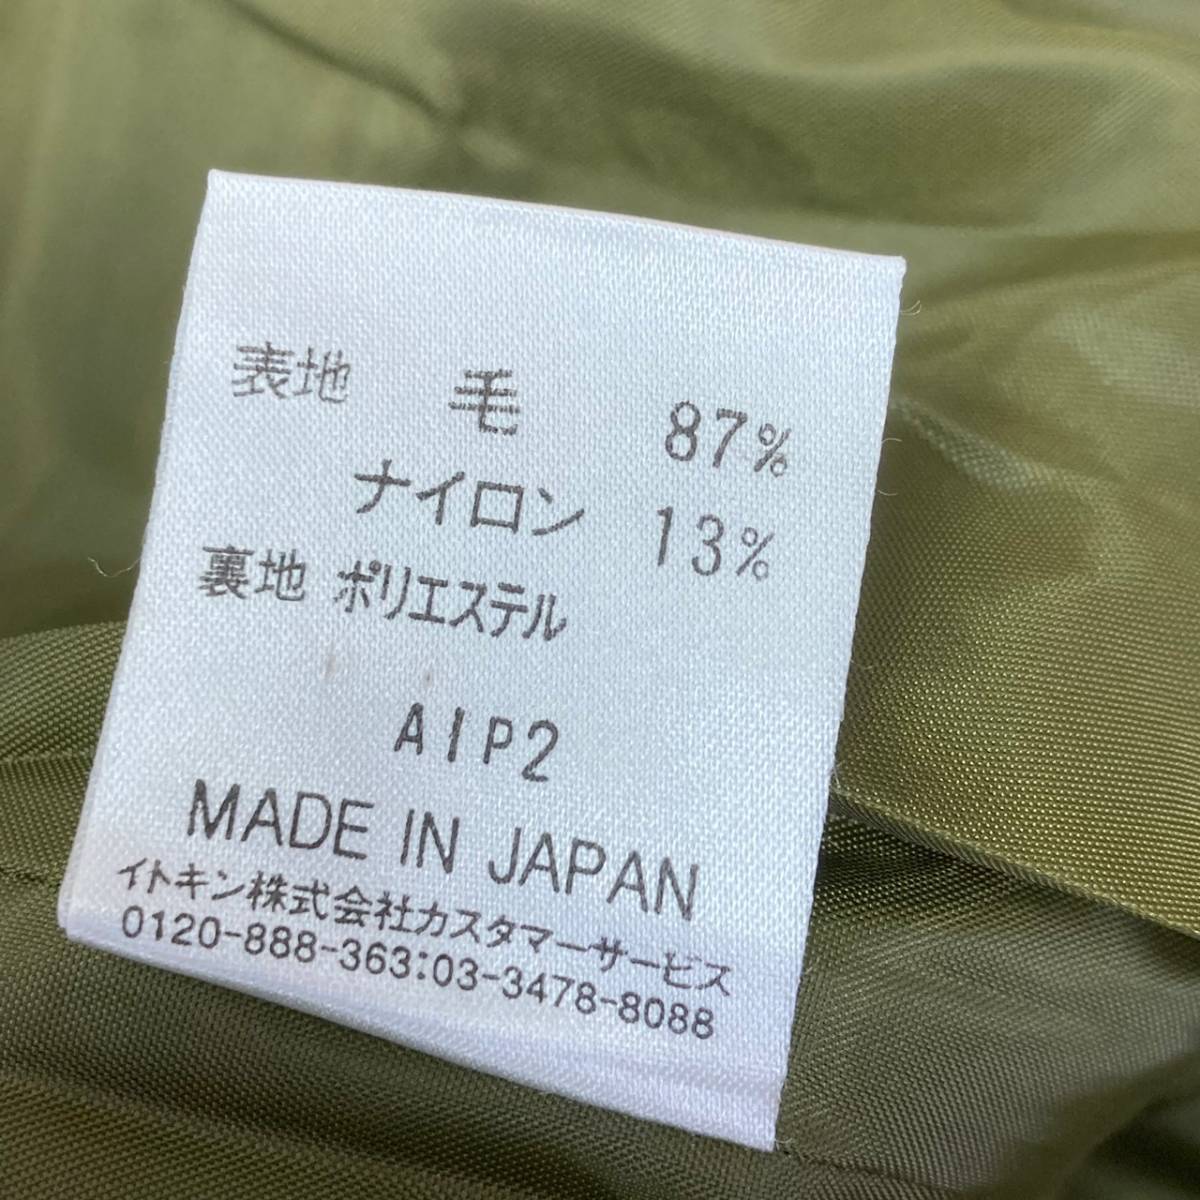 表地 毛 87%
ナイロン 13%
裏地 ポリエステル
AIP2
MADE IN JAPAN
イトキン株式会社カスタマーサービス
0120-888-363:03-3478-8088